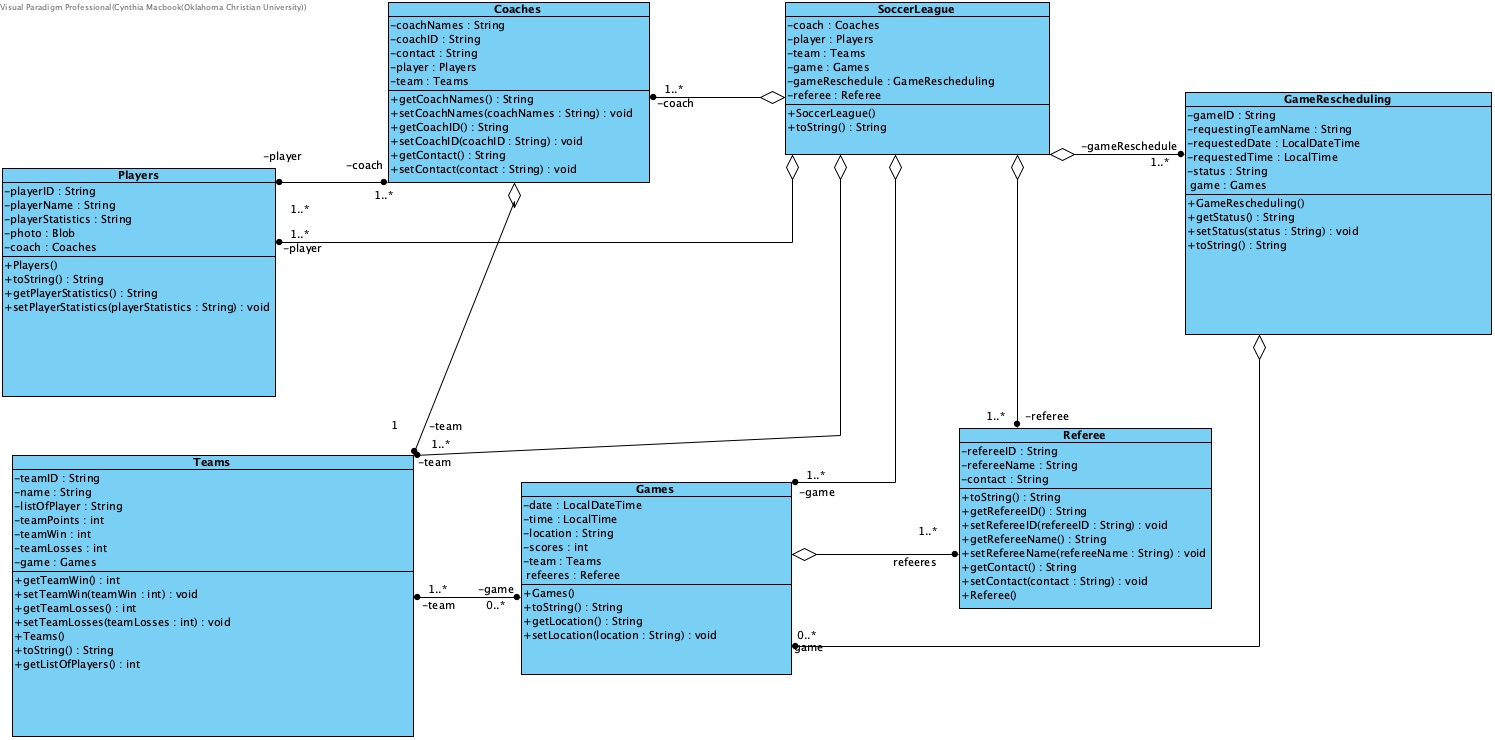 Visual Paradigm Professional(Cynthia Macbook(Oklahoma Christian University))
Coaches
-coachNames : String
-coachID : String
-contact : String
-player : Players
-team : Teams
+getCoachNames() : String
+setCoachNames(coachNames : String) : void
+getCoachID() : String
+setCoachID(coachID : String) : void
+getContact() : String
+setContact(contact : String) : void
1..*
-coach
SoccerLeague
-coach : Coaches
-player : Players
-team : Teams
-game : Games
-gameReschedule : GameRescheduling
-referee : Referee
+SoccerLeague()
+toString() : String
-gameReschedule
1..*
GameRescheduling
-gameID : String
-requestingTeamName : String
-requestedDate : LocalDateTime
-requestedTime : LocalTime
-status : String
game : Games
+GameRescheduling()
+getStatus() : String
+setStatus(status : String) : void
+toString() : String
-player
-coach
1..*
1..*
1..*
-player
Players
-playerID : String
-playerName : String
-playerStatistics : String
-photo : Blob
-coach : Coaches
+Players()
+toString() : String
+getPlayerStatistics() : String
+setPlayerStatistics(playerStatistics : String) : void
1
-team
1..*
-team
Teams
-teamID : String
-name : String
-listOfPlayer : String
-teamPoints : int
-teamWin : int
-teamLosses : int
-game : Games
+getTeamWin() : int
+setTeamWin(teamWin : int) : void
+getTeamLosses() : int
+setTeamLosses(teamLosses : int) : void
+Teams()
+toString() : String
+getListOfPlayers() : int
1..*
-team
-game
0..*
Games
-date : LocalDateTime
-time : LocalTime
-location : String
-scores : int
-team : Teams
refeeres : Referee
+Games()
+toString() : String
+getLocation() : String
+setLocation(location : String) : void
1..*
-game
1..*
refeeres
0..*
game
1..*
-referee
Referee
-refereeID : String
-refereeName : String
-contact : String
+toString() : String
+getRefereeID() : String
+setRefereeID(refereeID : String) : void
+getRefereeName() : String
+setRefereeName(refereeName : String) : void
+getContact() : String
+setContact(contact : String) : void
+Referee()